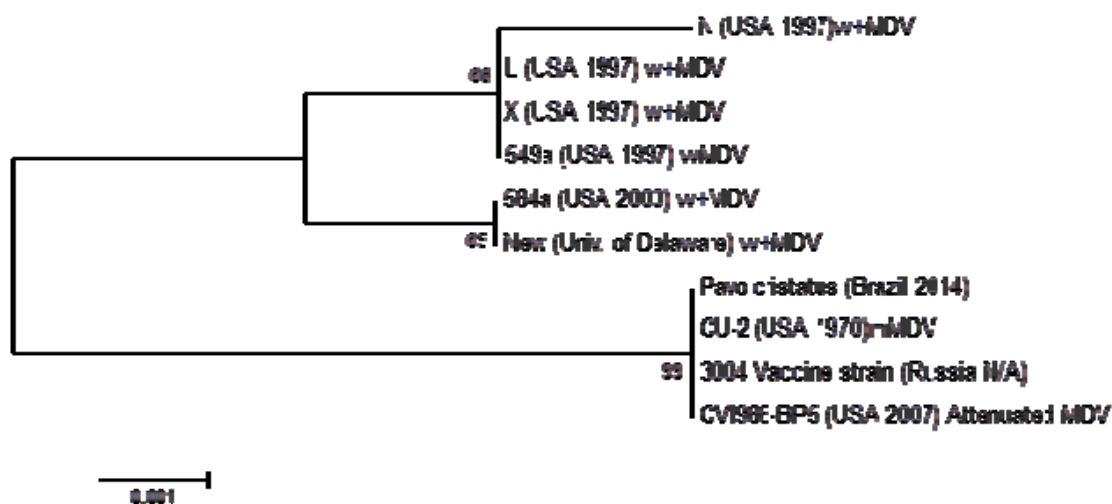 (USA 1997)w+MDV
L (USA 1997) w+MDV
X (USA 1997) w+MDV
549a (USA 1997) wMDV
584a (USA 2003) w+MDV
New (Univ. of Delaware) w+MDV
65
Pavo cristatus (Brazil 2014)
CU-2 (USA 1970)mMDV
99
3004 Vaccine strain (Russia N/A)
CVI988-BP5 (USA 2007) Attenuated MDV
0.001